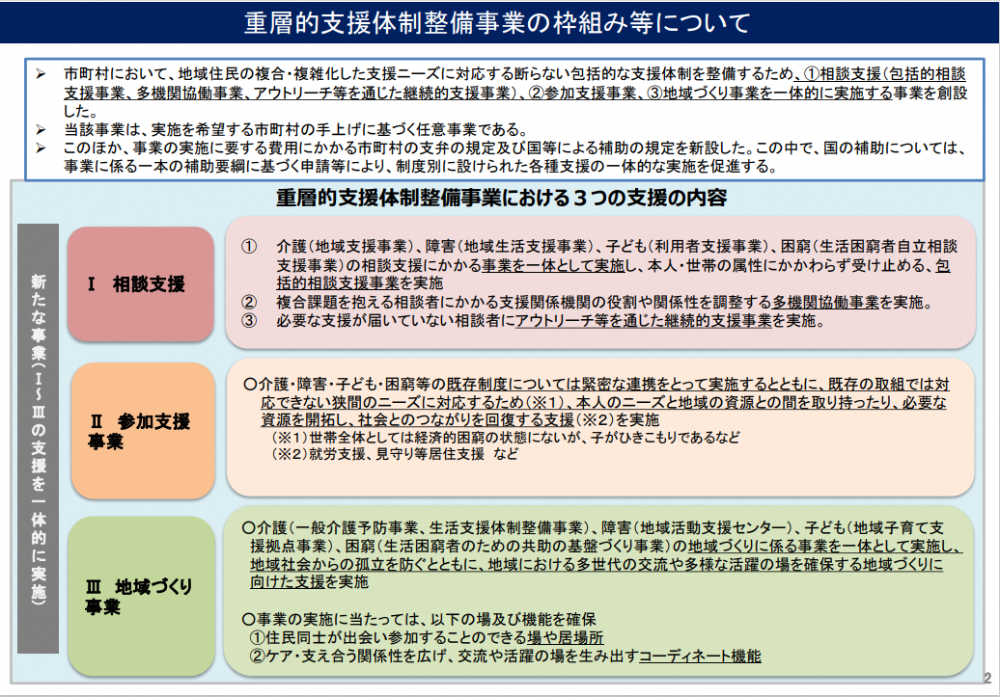 重層的支援体制整備事業の枠組み等について
➢ 市町村において、地域住民の複合・複雑化した支援ニーズに対応する断らない包括的な支援体制を整備するため、①相談支援（包括的相談
支援事業、多機関協働事業、アウトリーチ等を通じた継続的支援事業）、②参加支援事業、③地域づくり事業を一体的に実施する事業を創設
した。
➢ 当該事業は、実施を希望する市町村の手上げに基づく任意事業である。
➢ このほか、事業の実施に要する費用にかかる市町村の支弁の規定及び国等による補助の規定を新設した。この中で、国の補助については、
事業に係る一本の補助要綱に基づく申請等により、制度別に設けられた各種支援の一体的な実施を促進する。
重層的支援体制整備事業における３つの支援の内容
新たな事業（Ⅰ～Ⅲの支援を一体的に実施）
Ⅰ 相談支援
① 介護（地域支援事業）、障害（地域生活支援事業）、子ども（利用者支援事業）、困窮（生活困窮者自立相談
支援事業）の相談支援にかかる事業を一体として実施し、本人・世帯の属性にかかわらず受け止める、包
括的相談支援事業を実施
② 複合課題を抱える相談者にかかる支援関係機関の役割や関係性を調整する多機関協働事業を実施。
③ 必要な支援が届いていない相談者にアウトリーチ等を通じた継続的支援事業を実施。
Ⅱ 参加支援
事業
〇介護・障害・子ども・困窮等の既存制度については緊密な連携をとって実施するとともに、既存の取組では対
応できない狭間のニーズに対応するため（※１）、本人のニーズと地域の資源との間を取り持ったり、必要な
資源を開拓し、社会とのつながりを回復する支援（※２）を実施
（※１）世帯全体としては経済的困窮の状態にないが、子がひきこもりであるなど
（※２）就労支援、見守り等居住支援 など
Ⅲ 地域づくり
事業
〇介護（一般介護予防事業、生活支援体制整備事業）、障害（地域活動支援センター）、子ども（地域子育て支
援拠点事業）、困窮（生活困窮者のための共助の基盤づくり事業）の地域づくりに係る事業を一体として実施し、
地域社会からの孤立を防ぐとともに、地域における多世代の交流や多様な活躍の場を確保する地域づくりに
向けた支援を実施
〇事業の実施に当たっては、以下の場及び機能を確保
①住民同士が出会い参加することのできる場や居場所
②ケア・支え合う関係性を広げ、交流や活躍の場を生み出すコーディネート機能
2